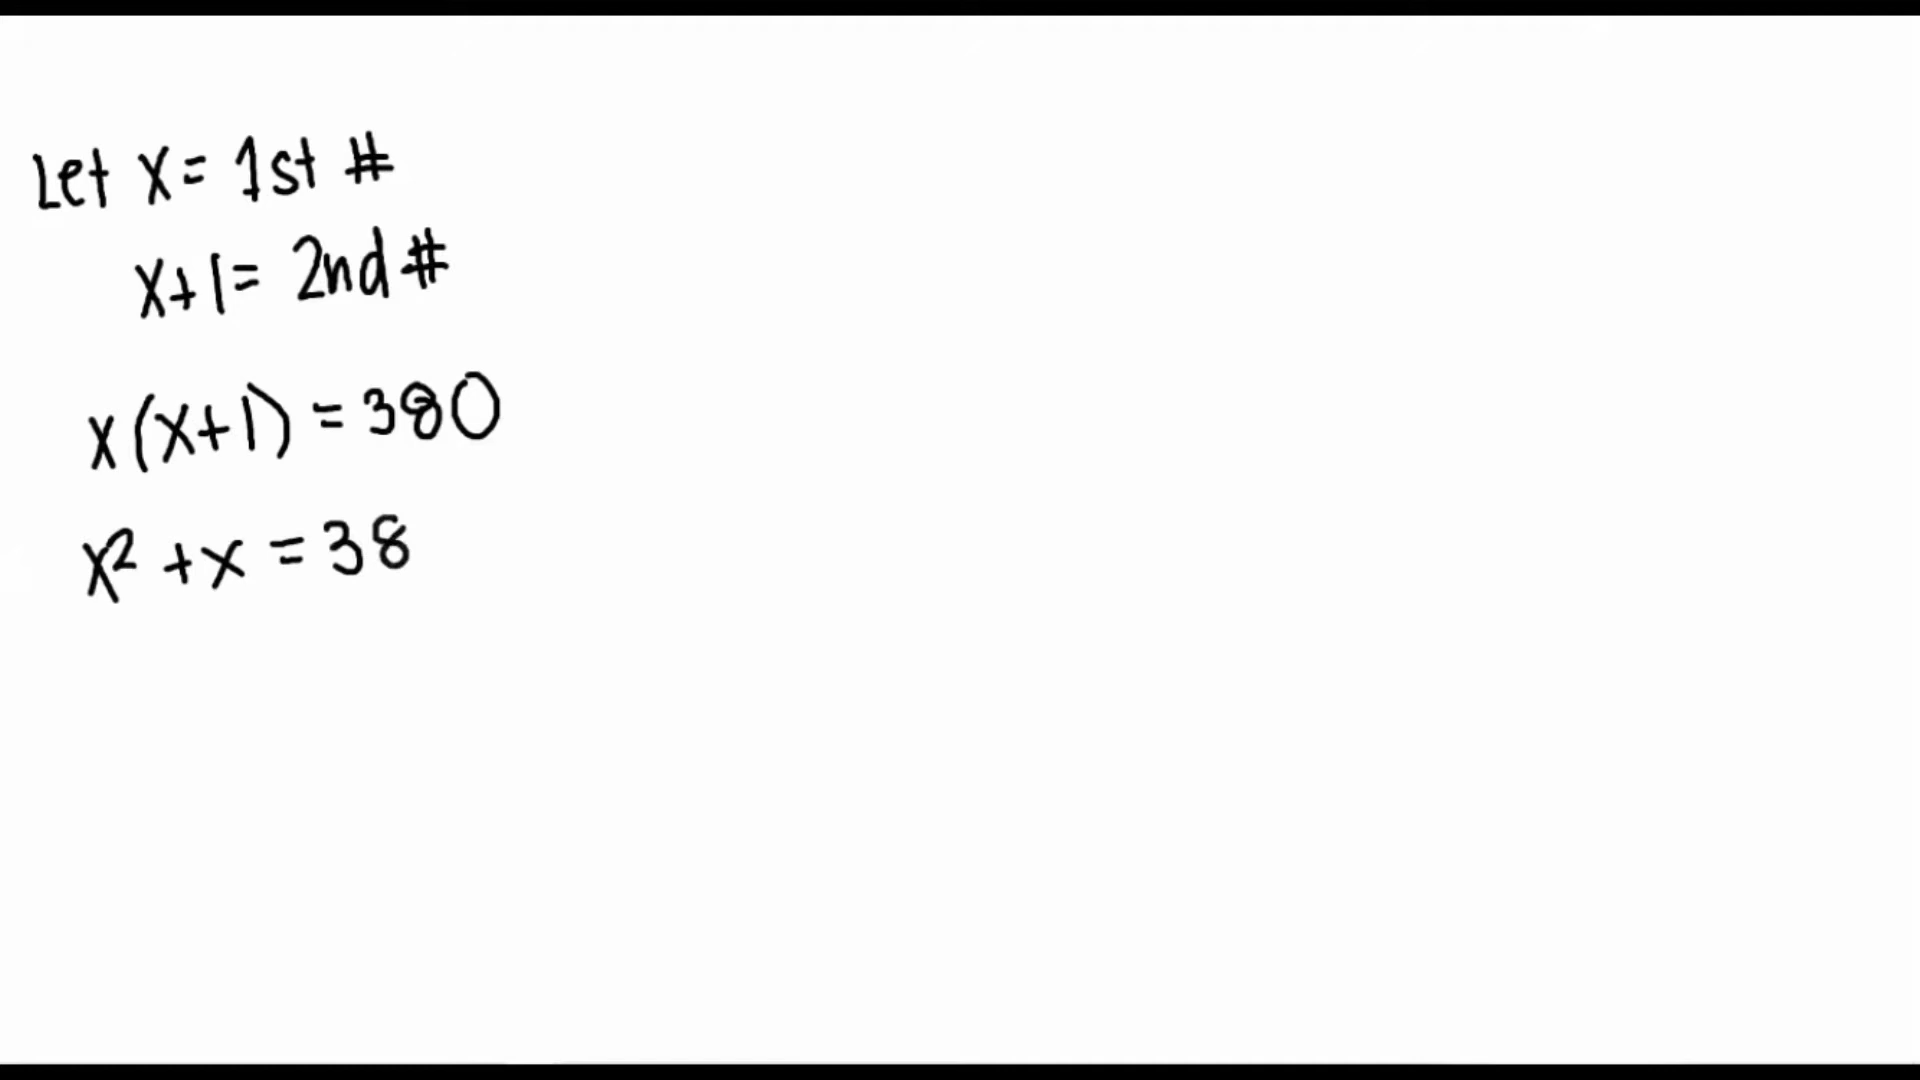 Let x = 1st #
x+1 = 2nd #
x(x+1) = 380
x² + x = 38